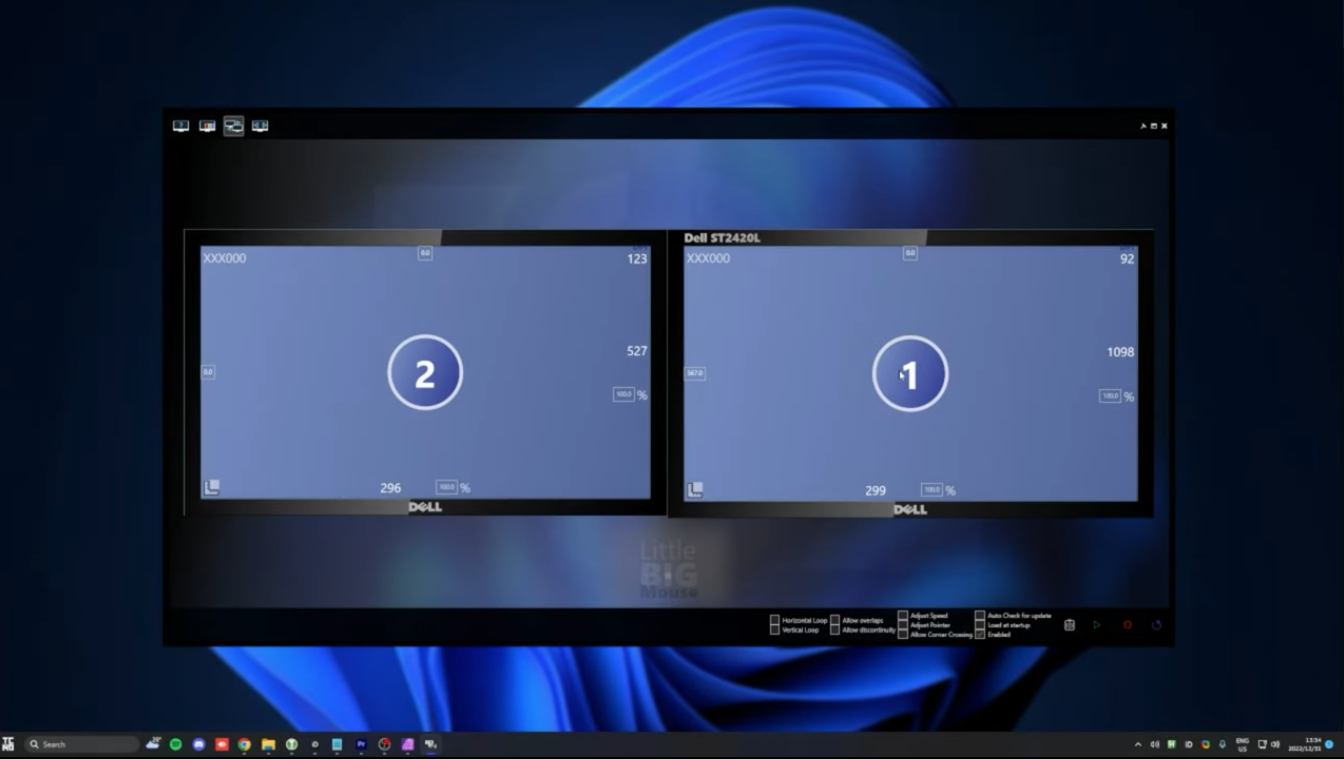 Dell ST2420L
XXX000
0.0
123
XXX000
0.0
92
527
1098
0.0
2
567.0
1
100.0 %
100.0 %
296
100.0 %
299
100.0 %
DELL
DELL
Little
BIG
Mouse
Horizontal Loop
Vertical Loop
Allow overlaps
Allow discontinuity
Adjust Speed
Adjust Pointer
Allow Corner Crossing
Auto Check for update
Load at startup
Enabled
Search
Pr
ENG
US
13:34
2022/12/31